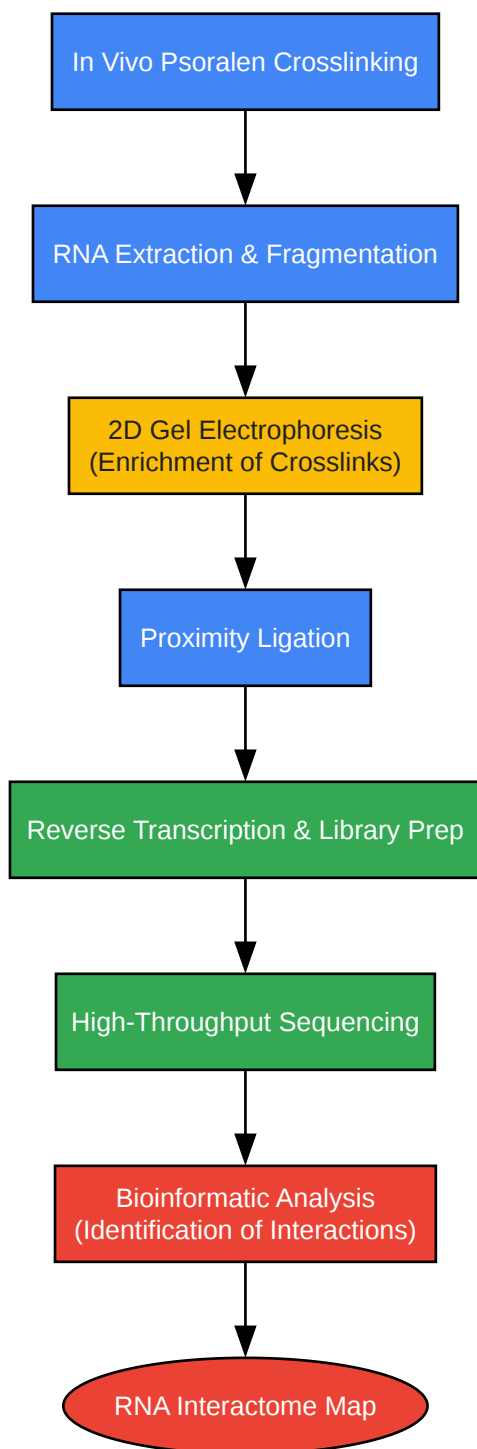 In Vivo Psoralen Crosslinking
RNA Extraction & Fragmentation
2D Gel Electrophoresis
(Enrichment of Crosslinks)
Proximity Ligation
Reverse Transcription & Library Prep
High-Throughput Sequencing
Bioinformatic Analysis
(Identification of Interactions)
RNA Interactome Map